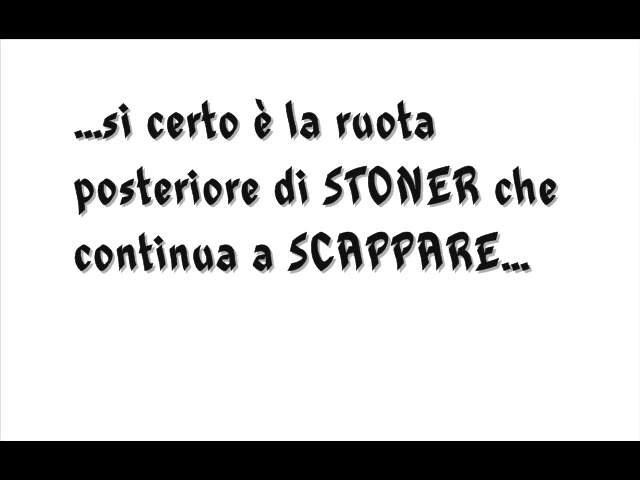 ...si certo è la ruota
posteriore di STONER che
continua a SCAPPARE...